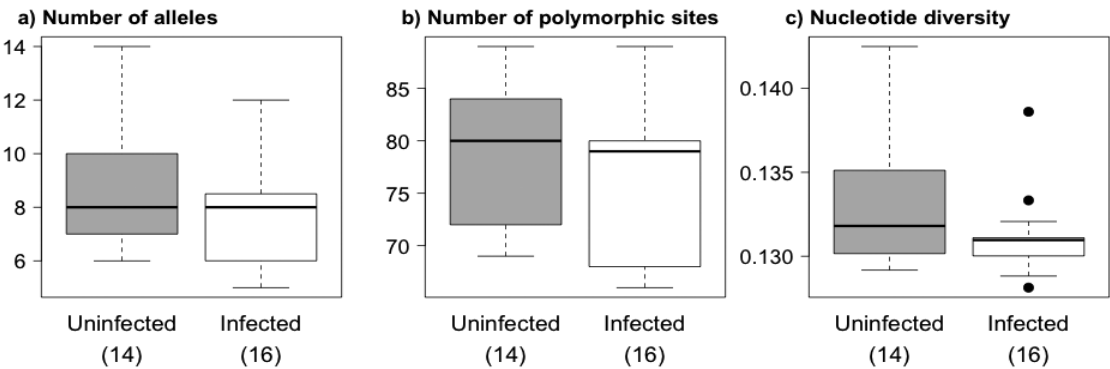 a) Number of alleles
14
12
10
8
6
Uninfected
(14)
Infected
(16)
b) Number of polymorphic sites
85
80
75
70
Uninfected
(14)
Infected
(16)
c) Nucleotide diversity
0.140
0.135
0.130
Uninfected
(14)
Infected
(16)